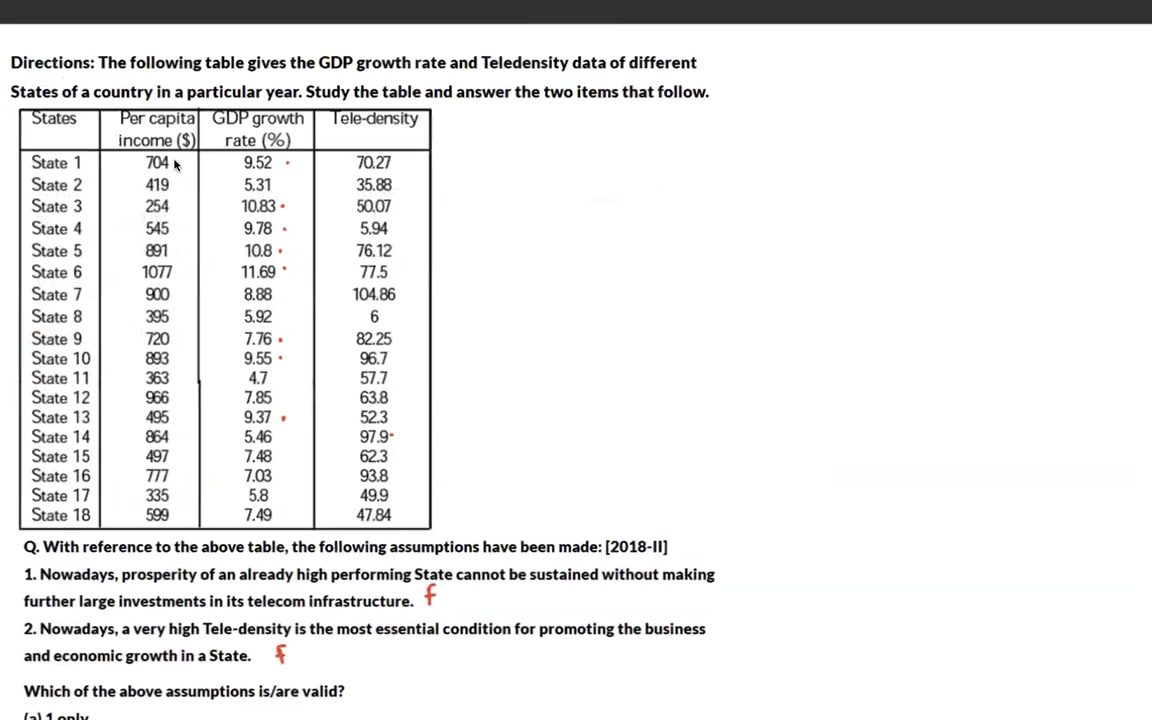 Directions: The following table gives the GDP growth rate and Teledensity data of different
States of a country in a particular year. Study the table and answer the two items that follow.
States Per capita income ($) GDP growth rate (%) Tele-density
State 1 704 9.52 70.27
State 2 419 5.31 35.88
State 3 254 10.83 50.07
State 4 545 9.78 5.94
State 5 891 10.8 76.12
State 6 1077 11.69 77.5
State 7 900 8.88 104.86
State 8 395 5.92 6
State 9 720 7.76 82.25
State 10 893 9.55 96.7
State 11 363 4.7 57.7
State 12 966 7.85 63.8
State 13 495 9.37 52.3
State 14 864 5.46 97.9
State 15 497 7.48 62.3
State 16 777 7.03 93.8
State 17 335 5.8 49.9
State 18 599 7.49 47.84
Q. With reference to the above table, the following assumptions have been made: [2018-II]
1. Nowadays, prosperity of an already high performing State cannot be sustained without making
further large investments in its telecom infrastructure. f
2. Nowadays, a very high Tele-density is the most essential condition for promoting the business
and economic growth in a State. f
Which of the above assumptions is/are valid?
(a) 1 only